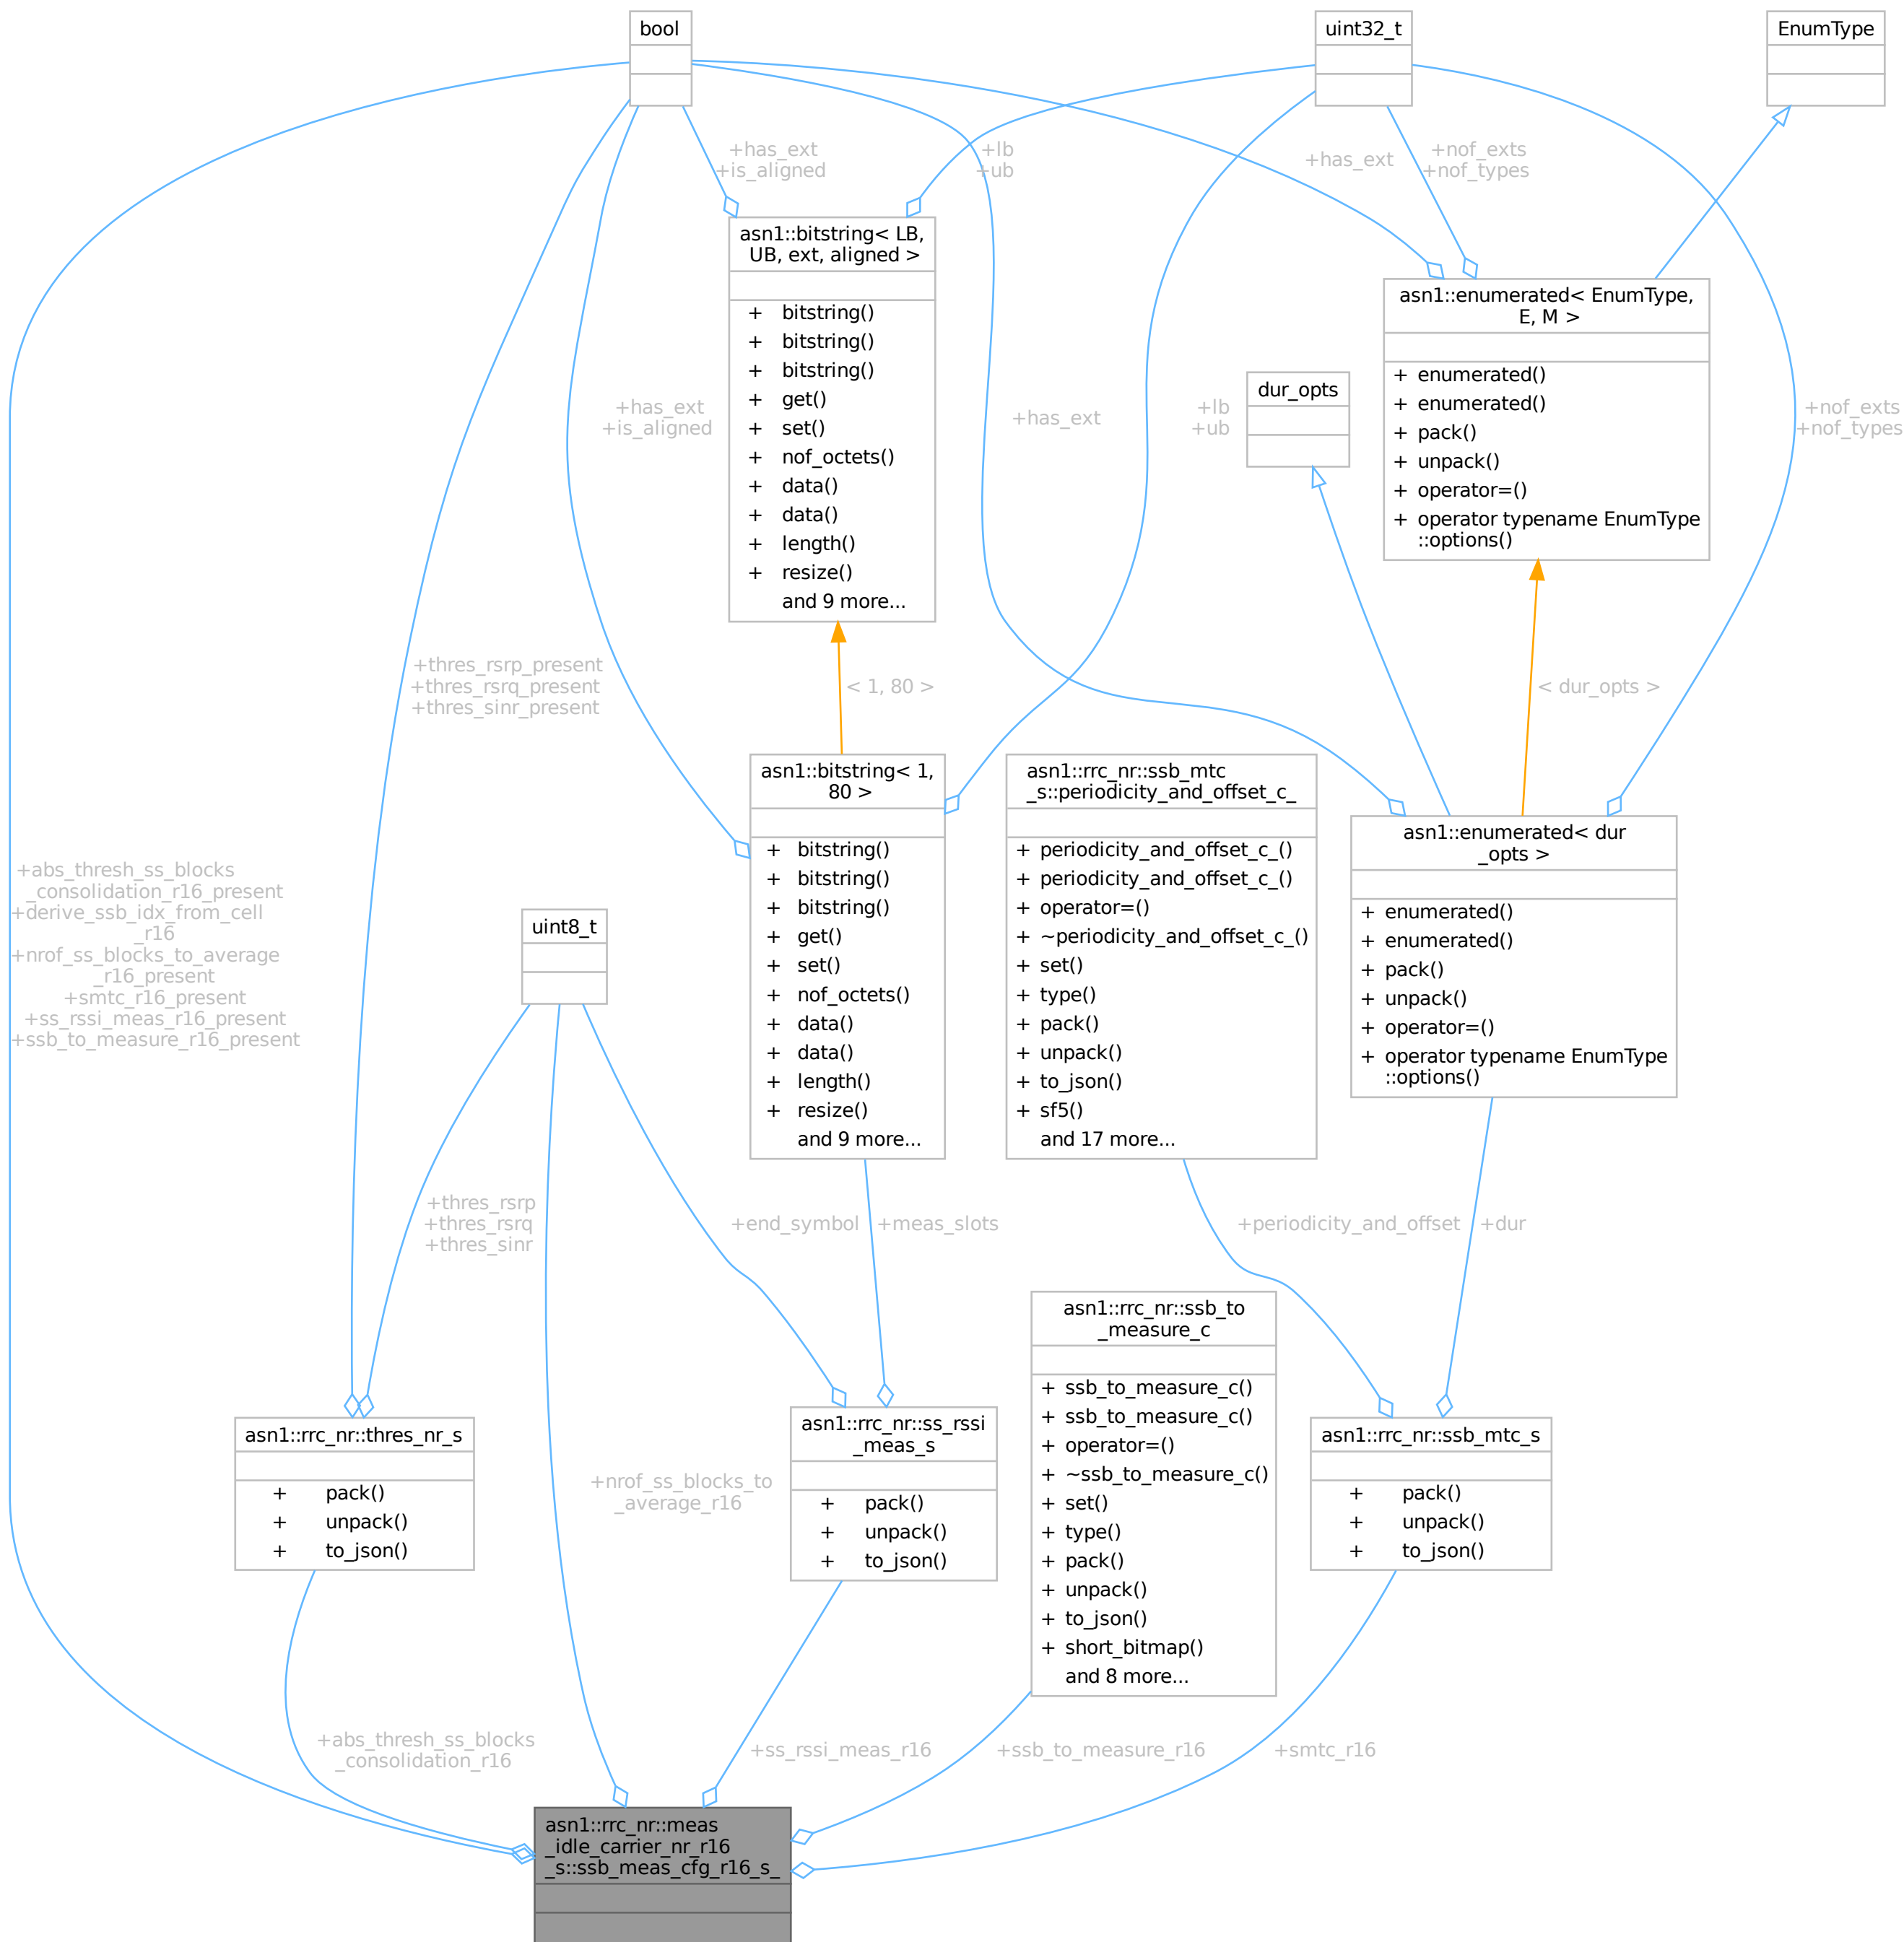 bool
uint32_t
EnumType
+has_ext
+is_aligned
+lb
+ub
+has_ext
+nof_exts
+nof_types
asn1::bitstring< LB,
UB, ext, aligned >
+ bitstring()
+ bitstring()
+ bitstring()
+ get()
+ set()
+ nof_octets()
+ data()
+ data()
+ length()
+ resize()
and 9 more...
asn1::enumerated< EnumType,
E, M >
+ enumerated()
+ enumerated()
+ pack()
+ unpack()
+ operator=()
+ operator typename EnumType
::options()
dur_opts
+has_ext
+is_aligned
+has_ext
+lb
+ub
+nof_exts
+nof_types
+thres_rsrp_present
+thres_rsrq_present
+thres_sinr_present
< 1, 80 >
< dur_opts >
asn1::bitstring< 1,
80 >
+ bitstring()
+ bitstring()
+ bitstring()
+ get()
+ set()
+ nof_octets()
+ data()
+ data()
+ length()
+ resize()
and 9 more...
asn1::rrc_nr::ssb_mtc
_s::periodicity_and_offset_c_
+ periodicity_and_offset_c_()
+ periodicity_and_offset_c_()
+ operator=()
+ ~periodicity_and_offset_c_()
+ set()
+ type()
+ pack()
+ unpack()
+ to_json()
+ sf5()
and 17 more...
asn1::enumerated< dur
_opts >
+ enumerated()
+ enumerated()
+ pack()
+ unpack()
+ operator=()
+ operator typename EnumType
::options()
+abs_thresh_ss_blocks
_consolidation_r16_present
+derive_ssb_idx_from_cell
_r16
+nrof_ss_blocks_to_average
_r16_present
+smtc_r16_present
+ss_rssi_meas_r16_present
+ssb_to_measure_r16_present
uint8_t
+thres_rsrp
+thres_rsrq
+thres_sinr
+end_symbol
+meas_slots
+periodicity_and_offset
+dur
asn1::rrc_nr::thres_nr_s
+ pack()
+ unpack()
+ to_json()
+nrof_ss_blocks_to
_average_r16
asn1::rrc_nr::ss_rssi
_meas_s
+ pack()
+ unpack()
+ to_json()
asn1::rrc_nr::ssb_to
_measure_c
+ ssb_to_measure_c()
+ ssb_to_measure_c()
+ operator=()
+ ~ssb_to_measure_c()
+ set()
+ type()
+ pack()
+ unpack()
+ to_json()
+ short_bitmap()
and 8 more...
asn1::rrc_nr::ssb_mtc_s
+ pack()
+ unpack()
+ to_json()
+abs_thresh_ss_blocks
_consolidation_r16
+ss_rssi_meas_r16
+ssb_to_measure_r16
+smtc_r16
asn1::rrc_nr::meas
_idle_carrier_nr_r16
_s::ssb_meas_cfg_r16_s_